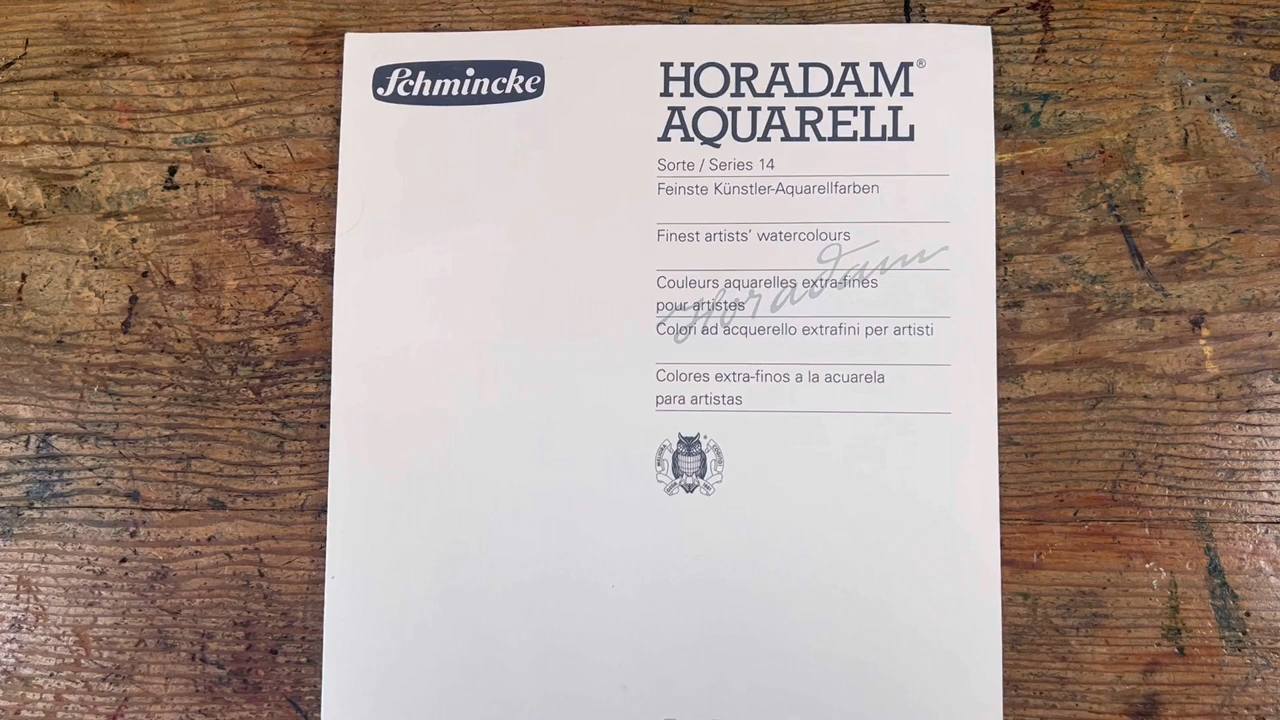 Schmincke
HORADAM®
AQUARELL
Sorte / Series 14
Feinste Künstler-Aquarellfarben
Finest artists' watercolours
Couleurs aquarelles extra-fines
pour artistes
Horadam
Colori ad acquerello extrafini per artisti
Colores extra-finos a la acuarela
para artistas